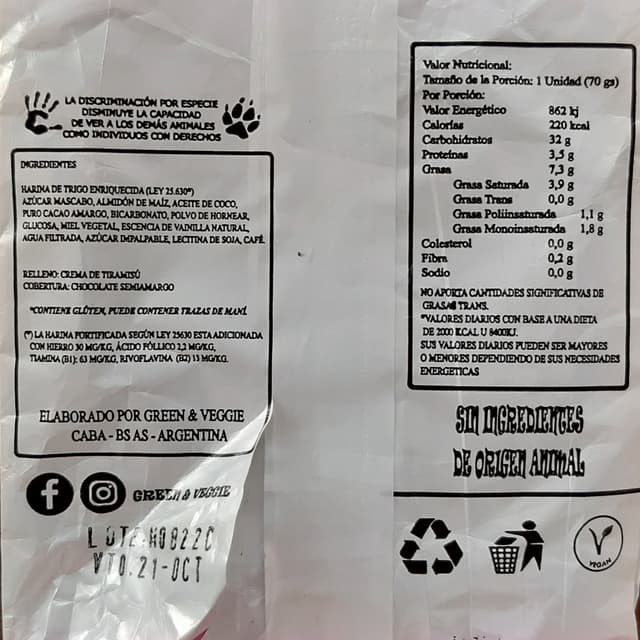 LA DISCRIMINACIÓN POR ESPECIE
DISMINUYE LA CAPACIDAD
DE VER A LOS DEMÁS ANIMALES
COMO INDIVIDUOS CON DERECHOS
INGREDIENTES
HARINA DE TRIGO ENRIQUECIDA (LEY 25.630*)
AZÚCAR MASCABO, ALMIDÓN DE MAÍZ, ACEITE DE COCO,
PURO CACAO AMARGO, BICARBONATO, POLVO DE HORNEAR,
GLUCOSA, MIEL VEGETAL, ESCENCIA DE VAINILLA NATURAL,
AGUA FILTRADA, AZÚCAR IMPALPABLE, LECITINA DE SOJA, CAFÉ.
RELLENO: CREMA DE TIRAMISÚ
COBERTURA: CHOCOLATE SEMIAMARGO
*CONTIENE GLÚTEN, PUEDE CONTENER TRAZAS DE MANÍ.
(*) LA HARINA FORTIFICADA SEGÚN LEY 25630 ESTA ADICIONADA
CON HIERRO 30 MG/KG, ÁCIDO FÓLLICO 2,2 MG/KG,
TIAMINA (B1): 63 MG/KG, RIVOFLAVINA (B2) 13 MG/KG.
ELABORADO POR GREEN & VEGGIE
CABA - BS AS - ARGENTINA
GREEN & VEGGIE
LOTE
VTO. 21-OCT
Valor Nutricional:
Tamaño de la Porción: 1 Unidad (70 gs)
Por Porción:
Valor Energético 862 kj
Calorías 220 kcal
Carbohidratos 32 g
Proteinas 3,5 g
Grasa 7,3 g
Grasa Saturada 3,9 g
Grasa Trans 0,0 g
Grasa Poliinsaturada 1,1 g
Grasa Monoinsaturada 1,8 g
Colesterol 0,0 g
Fibra 0,2 g
Sodio 0,0 g
NO APORTA CANTIDADES SIGNIFICATIVAS DE
GRASAS TRANS.
*VALORES DIARIOS CON BASE A UNA DIETA
DE 2000 KCAL U 8400KJ.
SUS VALORES DIARIOS PUEDEN SER MAYORES
O MENORES DEPENDIENDO DE SUS NECESIDADES
ENERGETICAS
SIN INGREDIENTES
DE ORIGEN ANIMAL
VEGAN